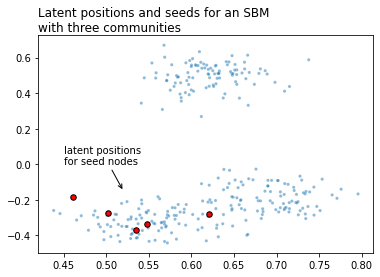 Latent positions and seeds for an SBM
with three communities
0.6
0.4
0.2
0.0
−0.2
−0.4
latent positions
for seed nodes
0.45 0.50 0.55 0.60 0.65 0.70 0.75 0.80